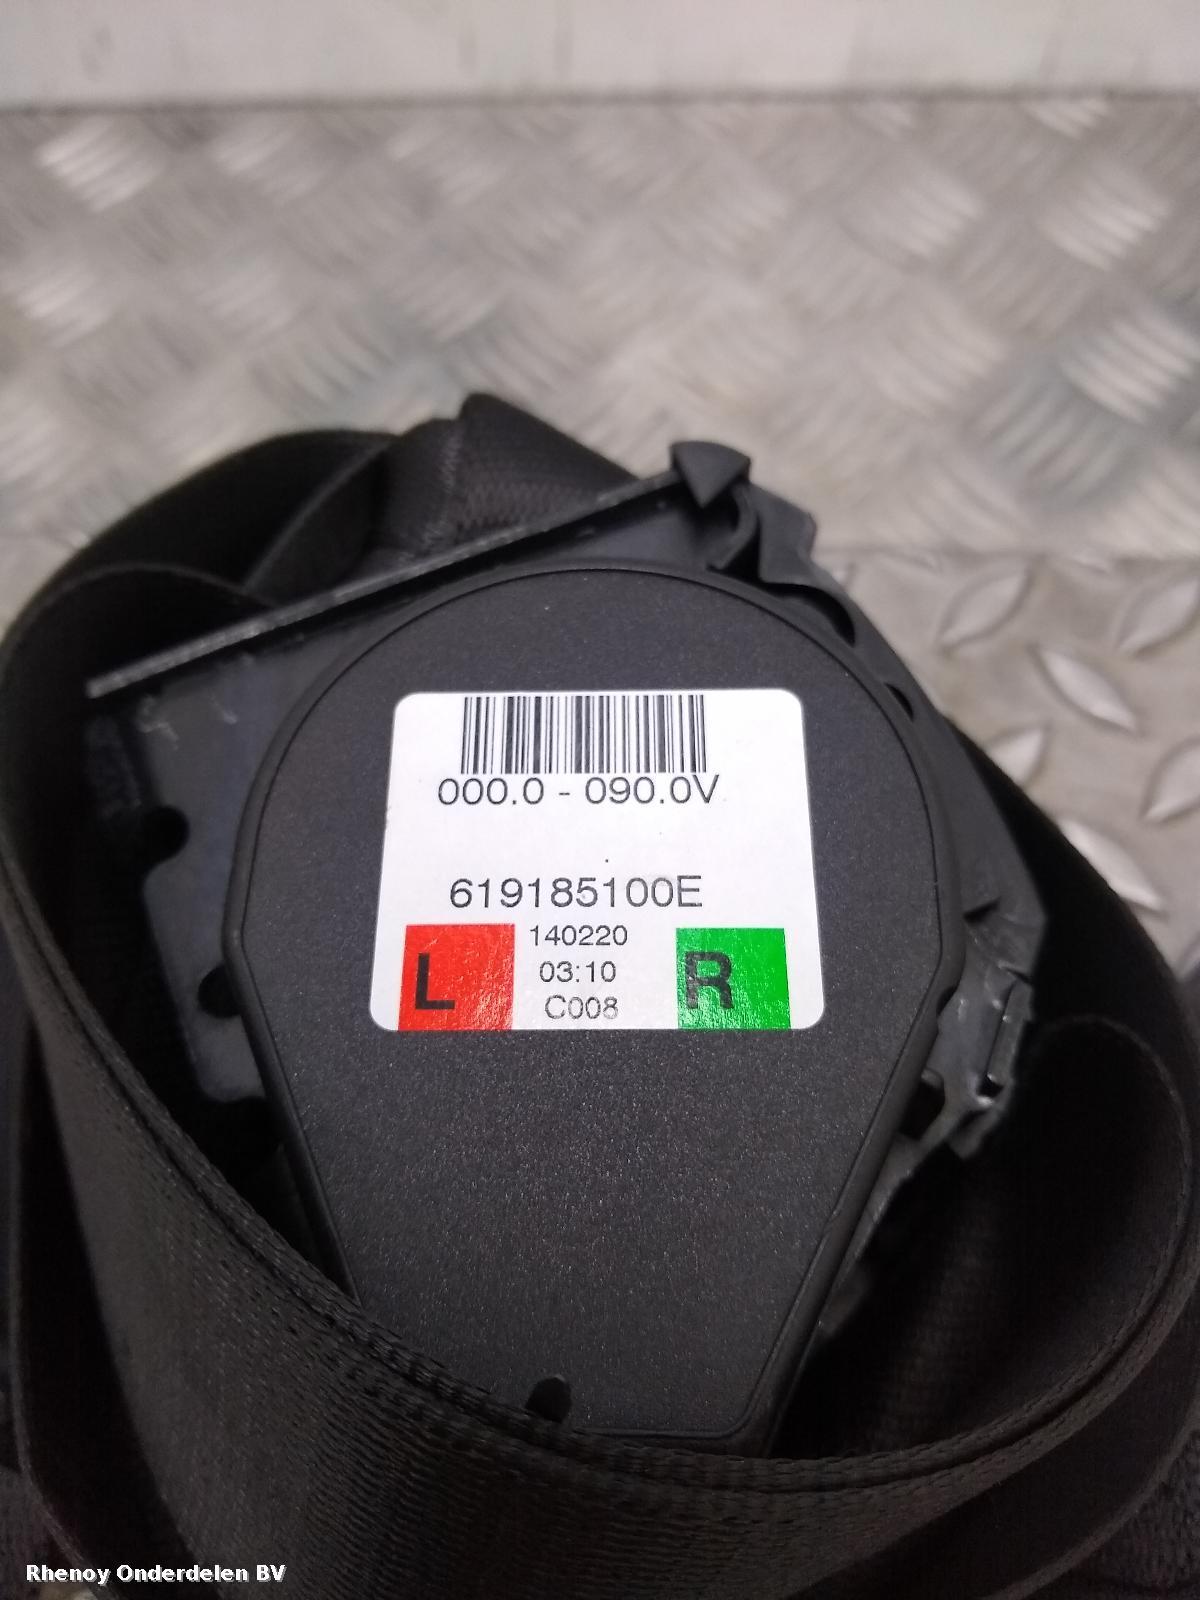 000.0 - 090.0V
619185100E
140220
L
03:10
R
C008
Rhenoy Onderdelen BV